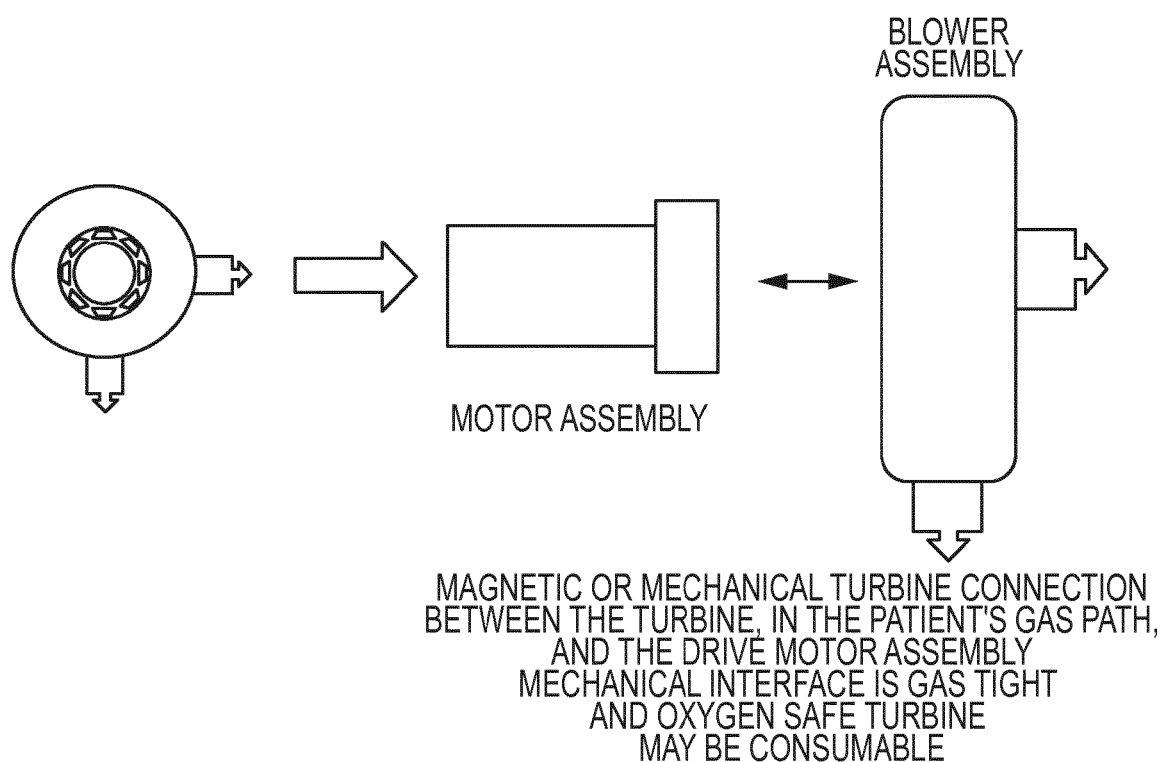 BLOWER
ASSEMBLY
MOTOR ASSEMBLY
MAGNETIC OR MECHANICAL TURBINE CONNECTION
BETWEEN THE TURBINE, IN THE PATIENT'S GAS PATH,
AND THE DRIVE MOTOR ASSEMBLY
MECHANICAL INTERFACE IS GAS TIGHT
AND OXYGEN SAFE TURBINE
MAY BE CONSUMABLE